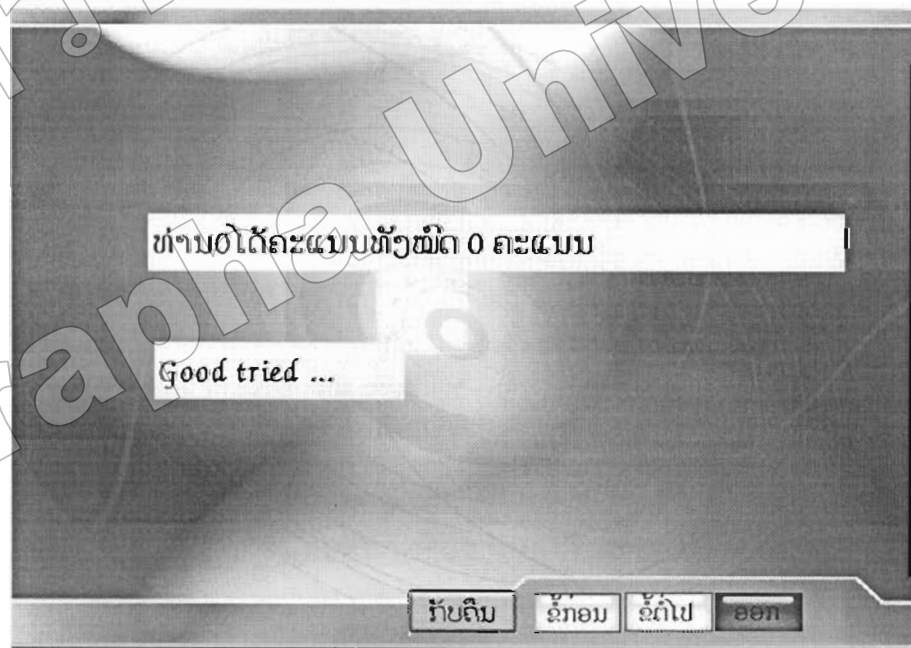 ທ່ານ0ໄດ້ຄະແນນທັງໝົດ 0 ຄະແນນ
Good tried ...
ກັບຄືນ
ຂໍ້ກ່ອນ
ຂໍ້ຕໍ່ໄປ
ອອກ